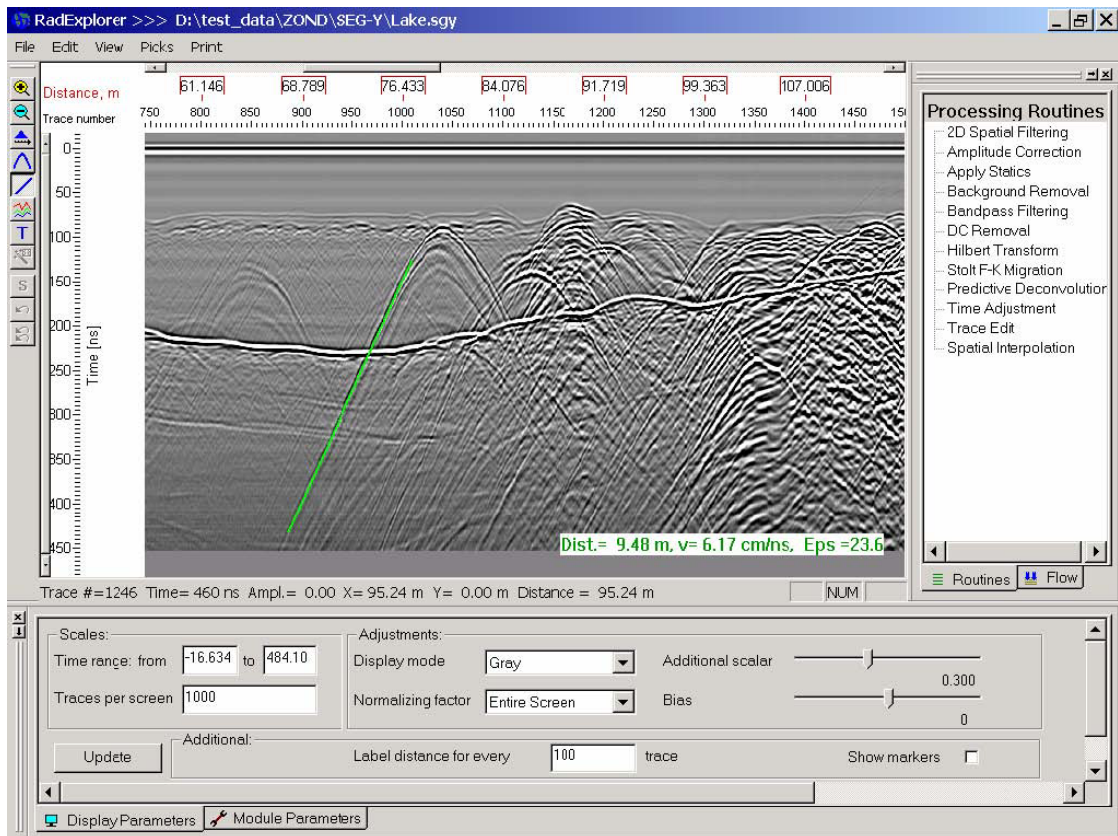 RadExplorer >>> D:\test_data\ZOND\SEG-Y\Lake.sgy
File Edit View Picks Print
Distance, m 61.146 68.789 76.433 84.076 91.719 99.363 107.006
Trace number 750 800 850 900 950 1000 1050 1100 1150 1200 1250 1300 1350 1400 1450
0
50
100
150
200
250
300
350
400
450
Time [ns]
T
S
Dist.= 9.48 m, v= 6.17 cm/ns, Eps =23.6
Trace #=1246 Time= 460 ns Ampl.= 0.00 X= 95.24 m Y= 0.00 m Distance = 95.24 m NUM
Processing Routines
2D Spatial Filtering
Amplitude Correction
Apply Statics
Background Removal
Bandpass Filtering
DC Removal
Hilbert Transform
Stolt F-K Migration
Predictive Deconvolution
Time Adjustment
Trace Edit
Spatial Interpolation
Routines Flow
Scales:
Time range: from -16.634 to 484.10
Traces per screen 1000
Adjustments:
Display mode Gray Additional scalar
0.300
Normalizing factor Entire Screen Bias
0
Update
Additional:
Label distance for every 100 trace Show markers
Display Parameters Module Parameters